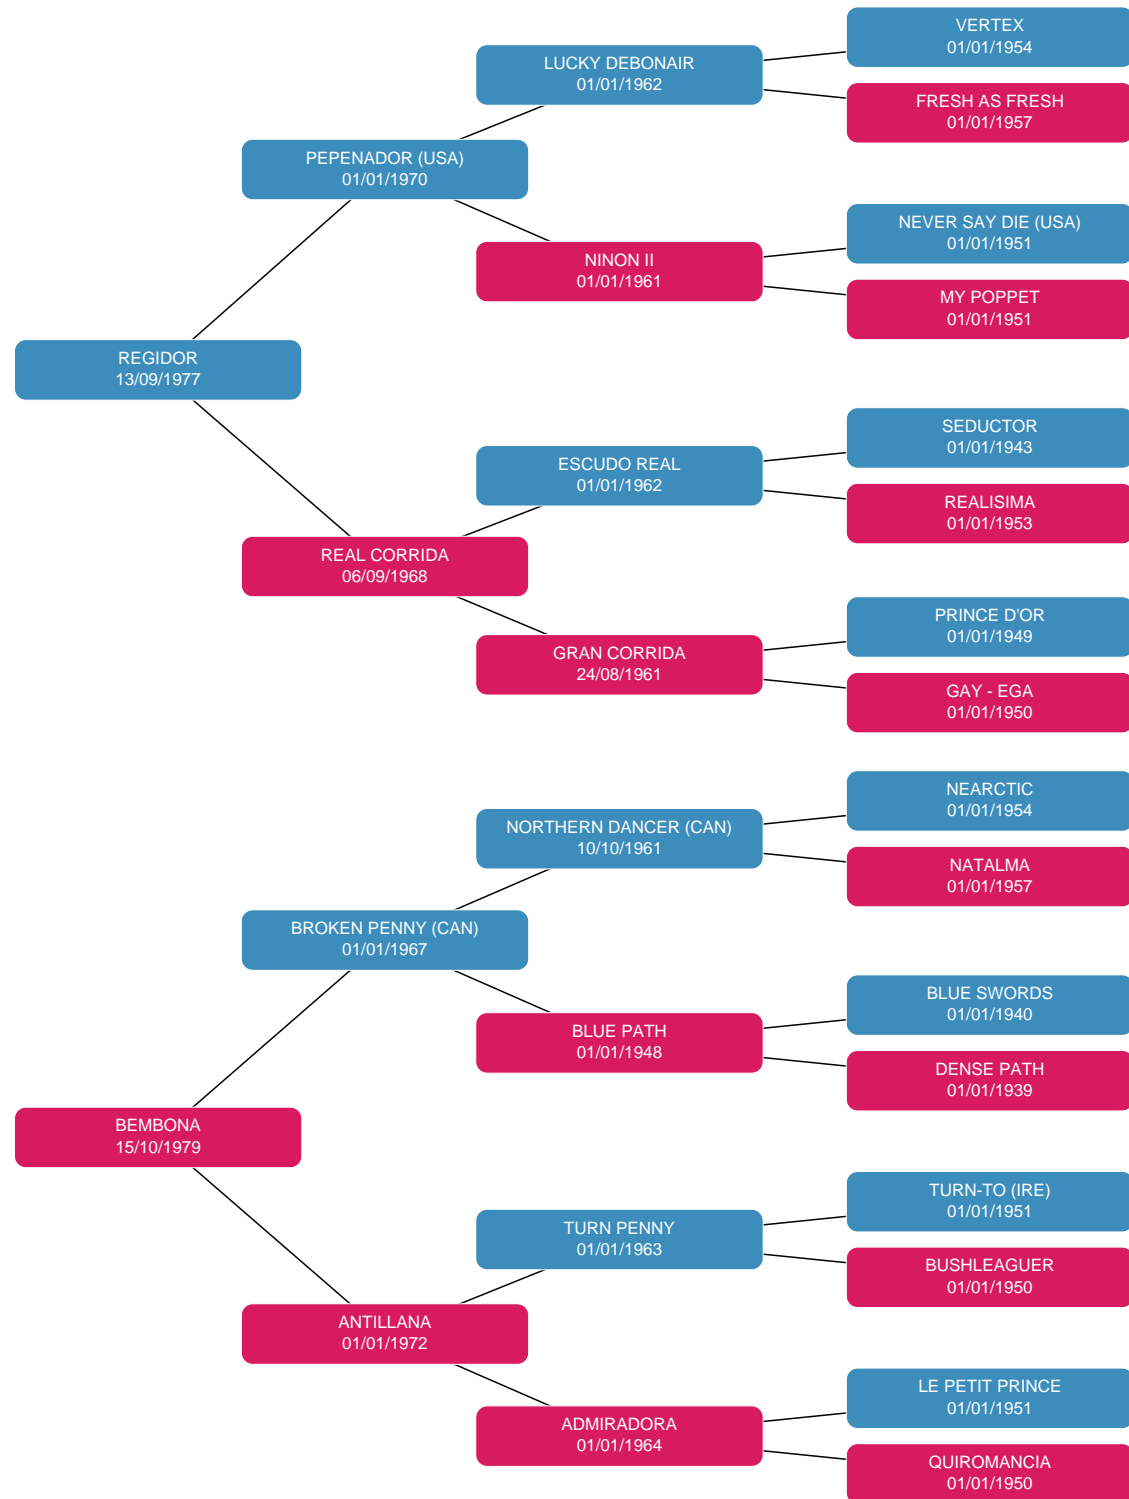 VERTEX
01/01/1954
LUCKY DEBONAIR
01/01/1962
FRESH AS FRESH
01/01/1957
PEPENADOR (USA)
01/01/1970
NEVER SAY DIE (USA)
01/01/1951
NINON II
01/01/1961
MY POPPET
01/01/1951
REGIDOR
13/09/1977
SEDUCTOR
01/01/1943
ESCUDO REAL
01/01/1962
REALISIMA
01/01/1953
REAL CORRIDA
06/09/1968
PRINCE D'OR
01/01/1949
GRAN CORRIDA
24/08/1961
GAY - EGA
01/01/1950
NEARCTIC
01/01/1954
NORTHERN DANCER (CAN)
10/10/1961
NATALMA
01/01/1957
BROKEN PENNY (CAN)
01/01/1967
BLUE SWORDS
01/01/1940
BLUE PATH
01/01/1948
DENSE PATH
01/01/1939
BEMBONA
15/10/1979
TURN-TO (IRE)
01/01/1951
TURN PENNY
01/01/1963
BUSHLEAGUER
01/01/1950
ANTILLANA
01/01/1972
LE PETIT PRINCE
01/01/1951
ADMIRADORA
01/01/1964
QUIROMANCIA
01/01/1950